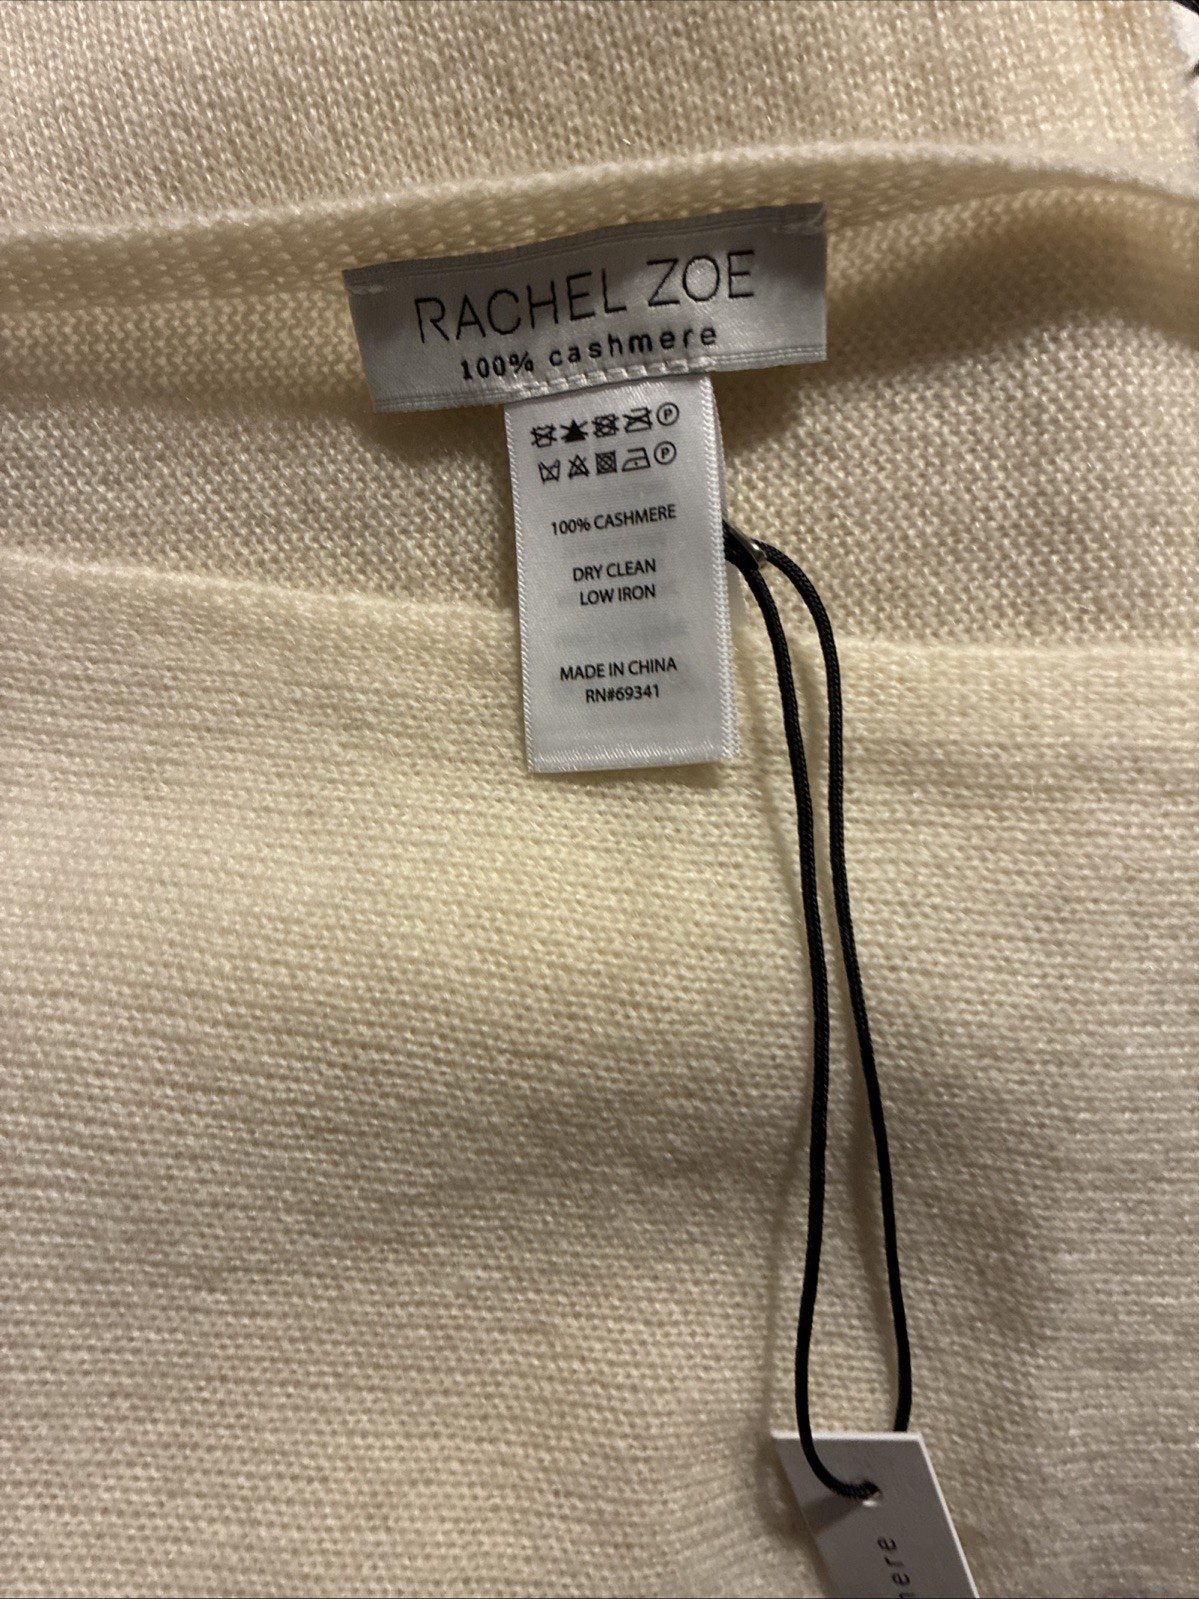 RACHEL ZOE
100% cashmere
P
P
100% CASHMERE
DRY CLEAN
LOW IRON
MADE IN CHINA
RN#69341
mere